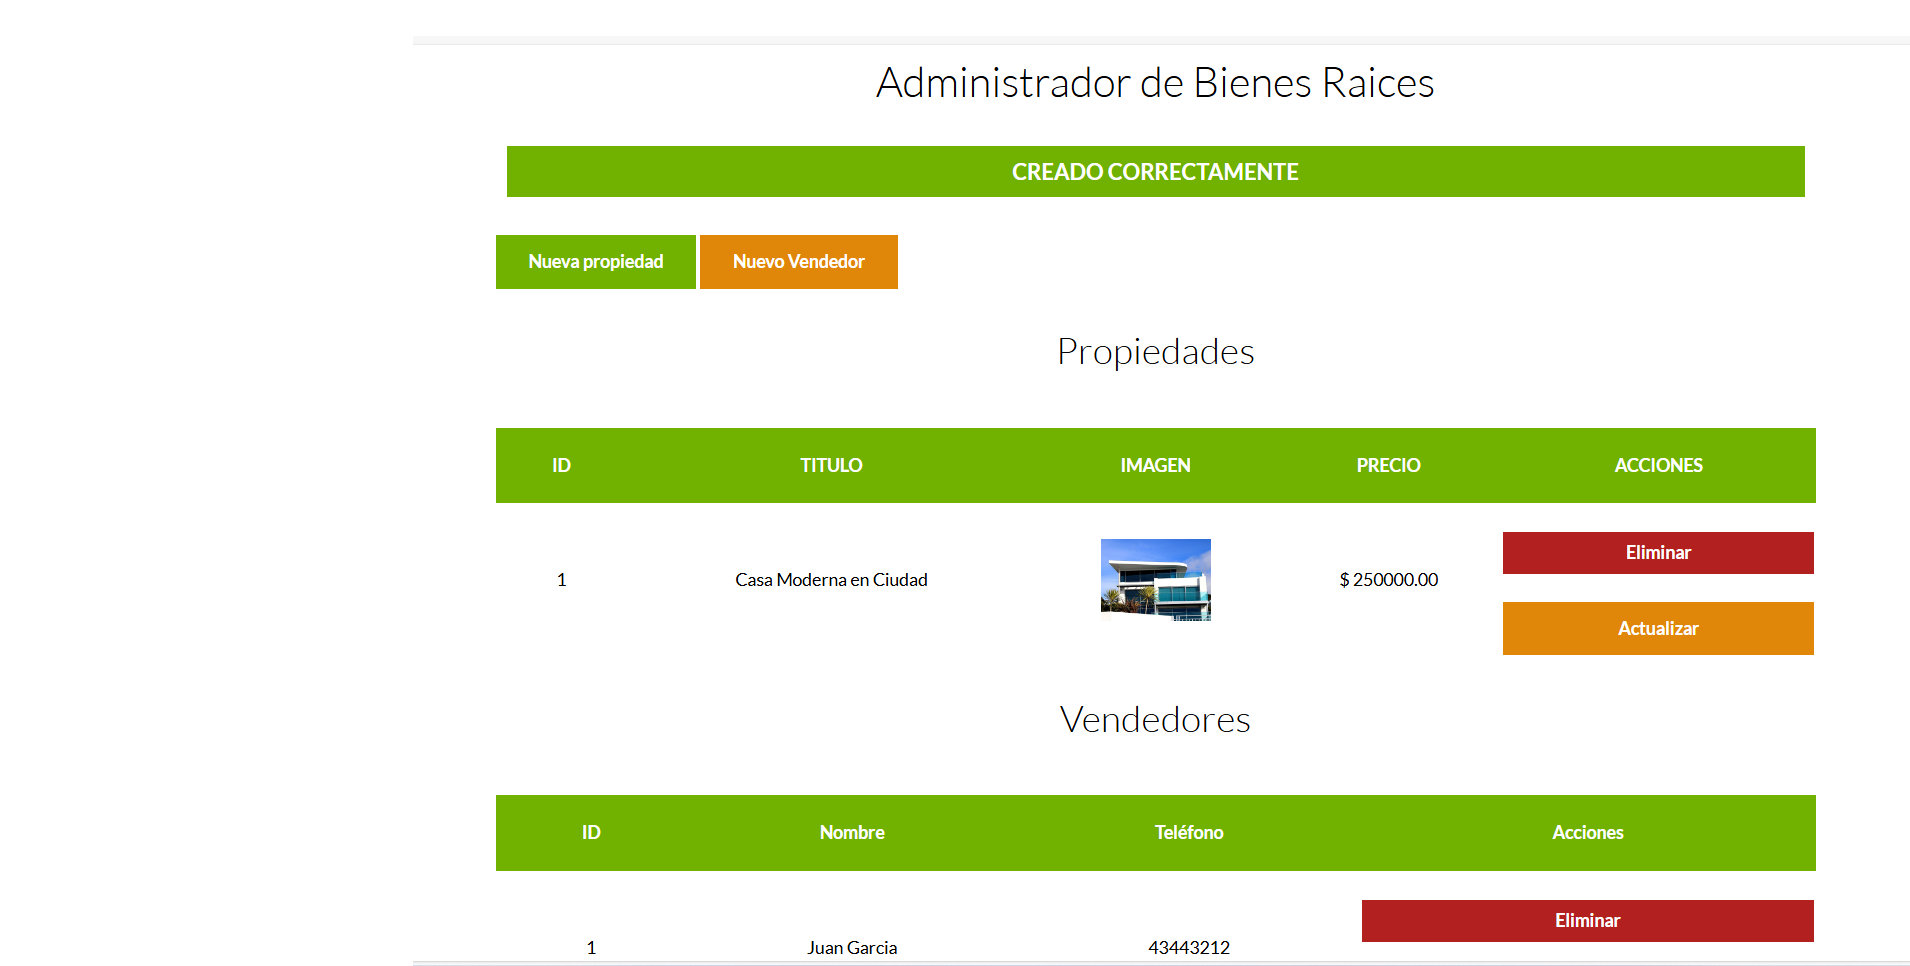 Administrador de Bienes Raices
CREADO CORRECTAMENTE
Nueva propiedad Nuevo Vendedor
Propiedades
ID TITULO IMAGEN PRECIO ACCIONES
1 Casa Moderna en Ciudad $ 250000.00 Eliminar
Actualizar
Vendedores
ID Nombre Teléfono Acciones
Eliminar
1 Juan Garcia 43443212